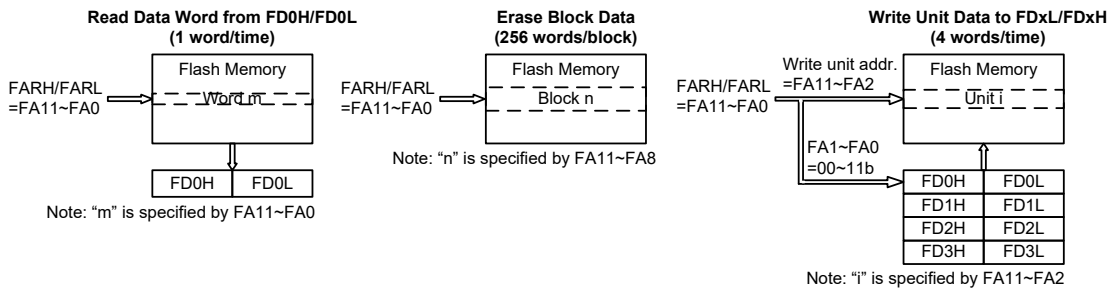 Read Data Word from FD0H/FD0L
(1 word/time)
FARH/FARL
=FA11~FA0
Flash Memory
Word m
FD0H FD0L
Note: “m” is specified by FA11~FA0
Erase Block Data
(256 words/block)
FARH/FARL
=FA11~FA0
Flash Memory
Block n
Note: “n” is specified by FA11~FA8
Write Unit Data to FDxL/FDxH
(4 words/time)
FARH/FARL
=FA11~FA0
Write unit addr.
=FA11~FA2
Flash Memory
Unit i
FA1~FA0
=00~11b
FD0H FD0L
FD1H FD1L
FD2H FD2L
FD3H FD3L
Note: “i” is specified by FA11~FA2